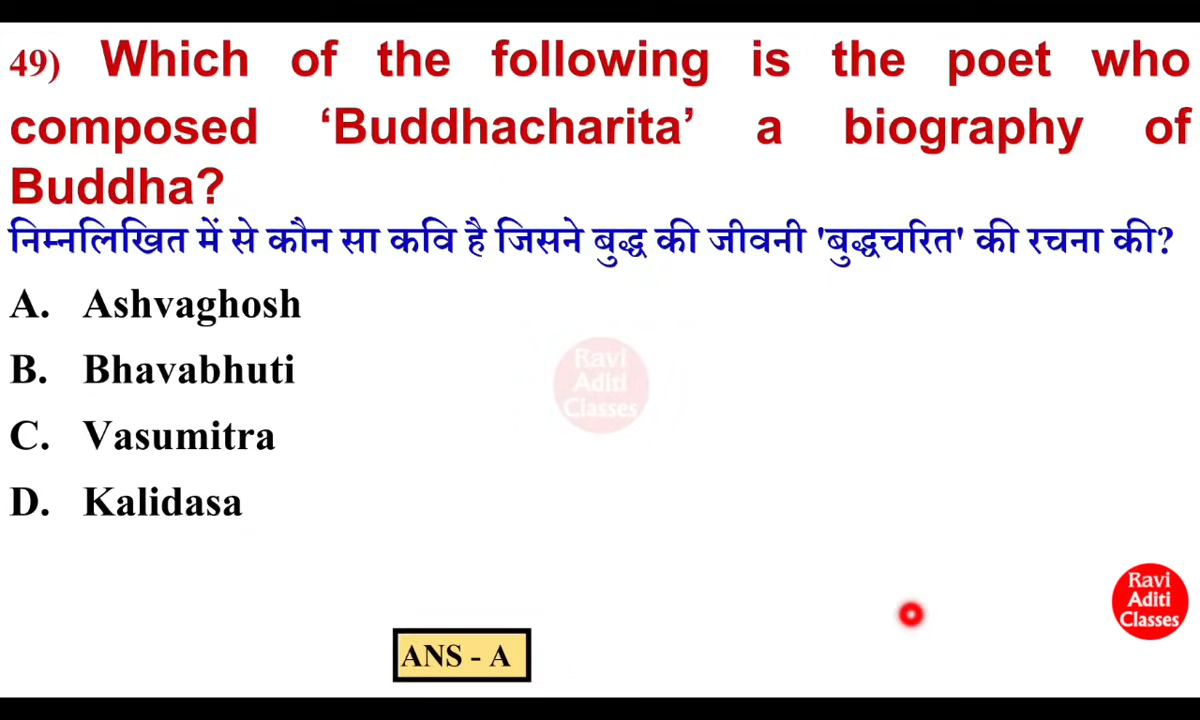 49) Which of the following is the poet who
composed ‘Buddhacharita’ a biography of
Buddha?
निम्नलिखित में से कौन सा कवि है जिसने बुद्ध की जीवनी 'बुद्धचरित' की रचना की?
A. Ashvaghosh
B. Bhavabhuti
C. Vasumitra
D. Kalidasa
Ravi
Aditi
Classes
Ravi
Aditi
Classes
ANS - A